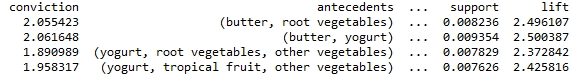 conviction antecedents ... support lift
2.055423 (butter, root vegetables) ... 0.008236 2.496107
2.061648 (butter, yogurt) ... 0.009354 2.500387
1.890989 (yogurt, root vegetables, other vegetables) ... 0.007829 2.372842
1.958317 (yogurt, tropical fruit, other vegetables) ... 0.007626 2.425816